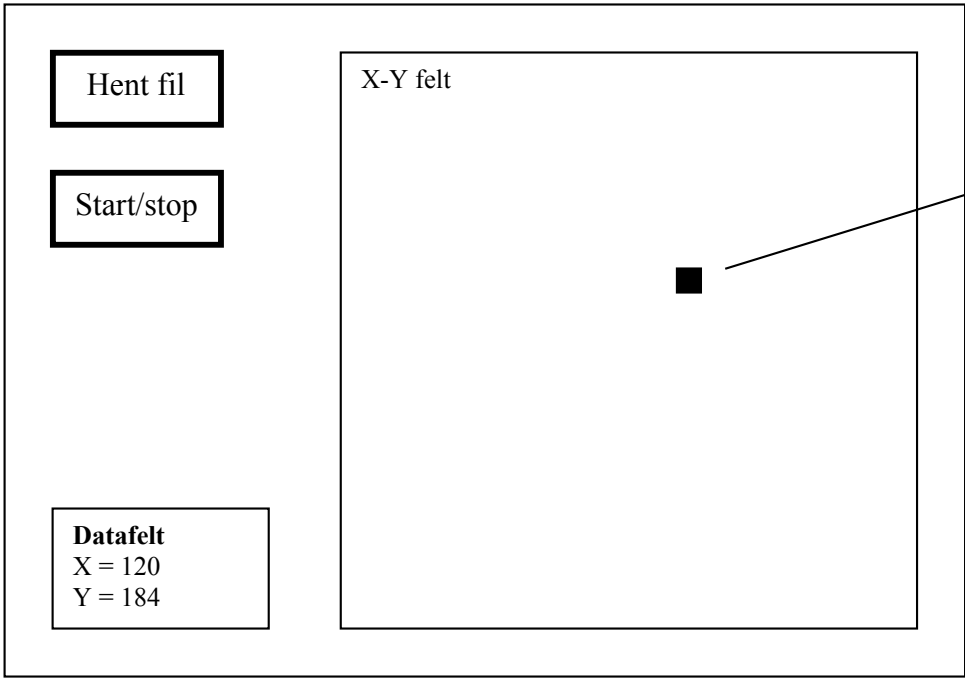 Hent fil
Start/stop
X-Y felt
Datafelt
X = 120
Y = 184